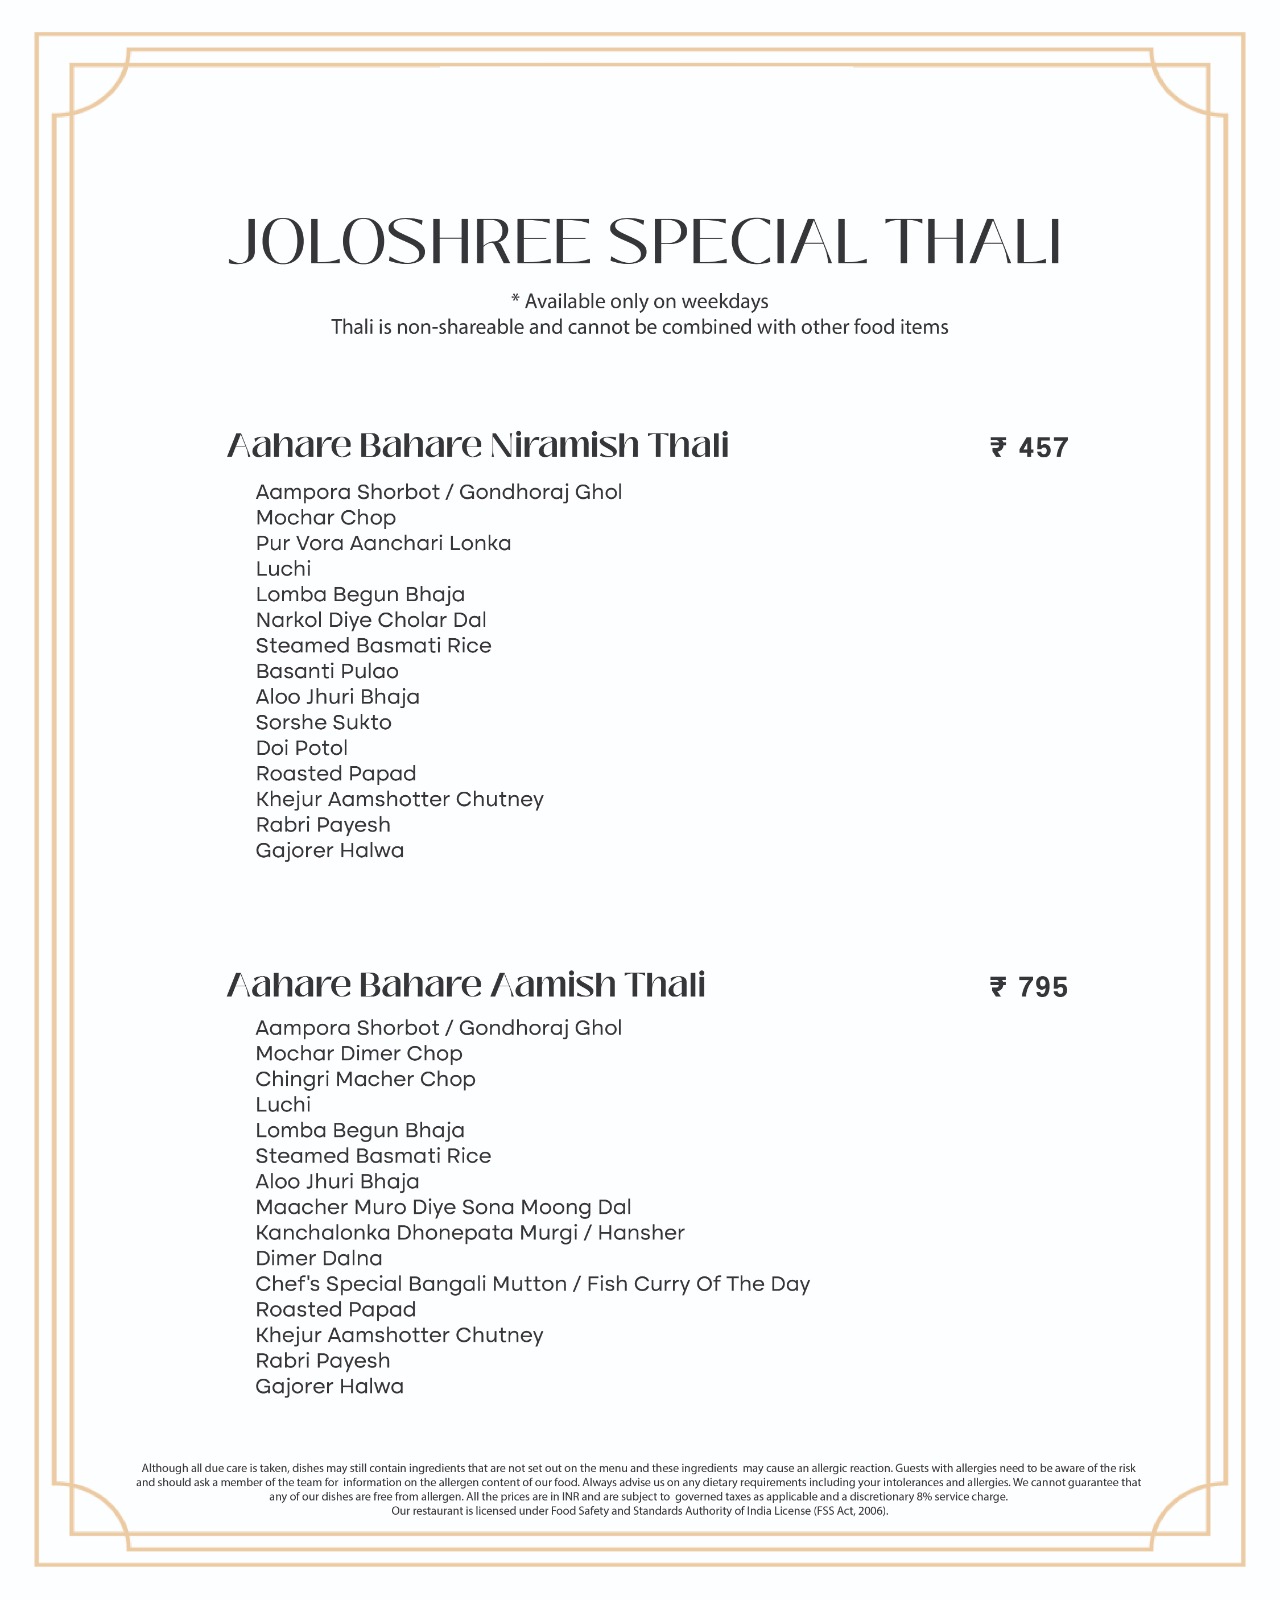 JOLOSHREE SPECIAL THALI
* Available only on weekdays
Thali is non-shareable and cannot be combined with other food items
Aahare Bahare Niramish Thali ₹ 457
Aampora Shorbot / Gondhoraj Ghol
Mochar Chop
Pur Vora Aanchari Lonka
Luchi
Lomba Begun Bhaja
Narkol Diye Cholar Dal
Steamed Basmati Rice
Basanti Pulao
Aloo Jhuri Bhaja
Sorshe Sukto
Doi Potol
Roasted Papad
Khejur Aamshotter Chutney
Rabri Payesh
Gajorer Halwa
Aahare Bahare Aamish Thali ₹ 795
Aampora Shorbot / Gondhoraj Ghol
Mochar Dimer Chop
Chingri Macher Chop
Luchi
Lomba Begun Bhaja
Steamed Basmati Rice
Aloo Jhuri Bhaja
Maacher Muro Diye Sona Moong Dal
Kanchalonka Dhonepata Murgi / Hansher
Dimer Dalna
Chef's Special Bangali Mutton / Fish Curry Of The Day
Roasted Papad
Khejur Aamshotter Chutney
Rabri Payesh
Gajorer Halwa
Although all due care is taken, dishes may still contain ingredients that are not set out on the menu and these ingredients may cause an allergic reaction. Guests with allergies need to be aware of the risk
and should ask a member of the team for information on the allergen content of our food. Always advise us on any dietary requirements including your intolerances and allergies. We cannot guarantee that
any of our dishes are free from allergen. All the prices are in INR and are subject to governed taxes as applicable and a discretionary 8% service charge.
Our restaurant is licensed under Food Safety and Standards Authority of India License (FSS Act, 2006).